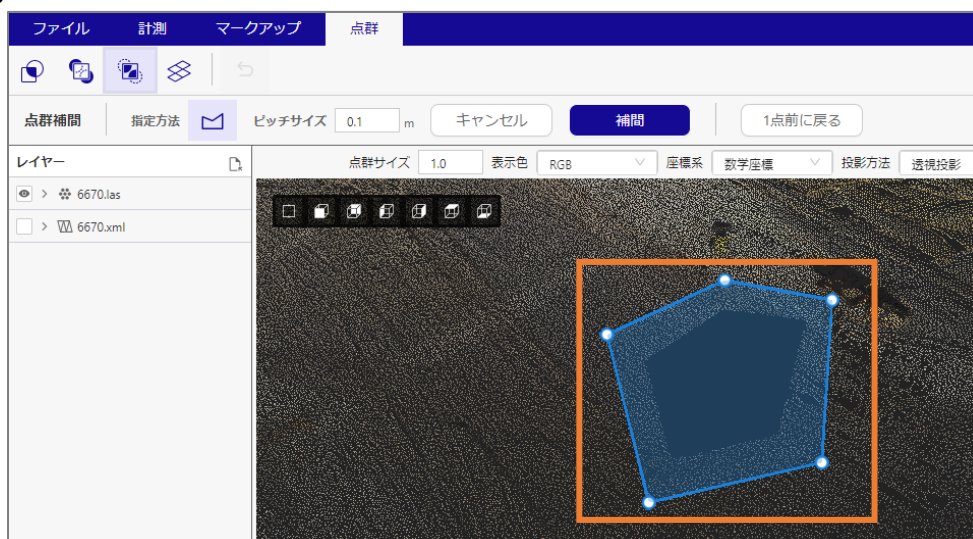 ファイル 計測 マークアップ 点群
点群補間 指定方法 ピッチサイズ 0.1 m キャンセル 補間 1点前に戻る
レイヤー 点群サイズ 1.0 表示色 RGB 座標系 数学座標 投影方法 透視投影
6670.las
6670.xml